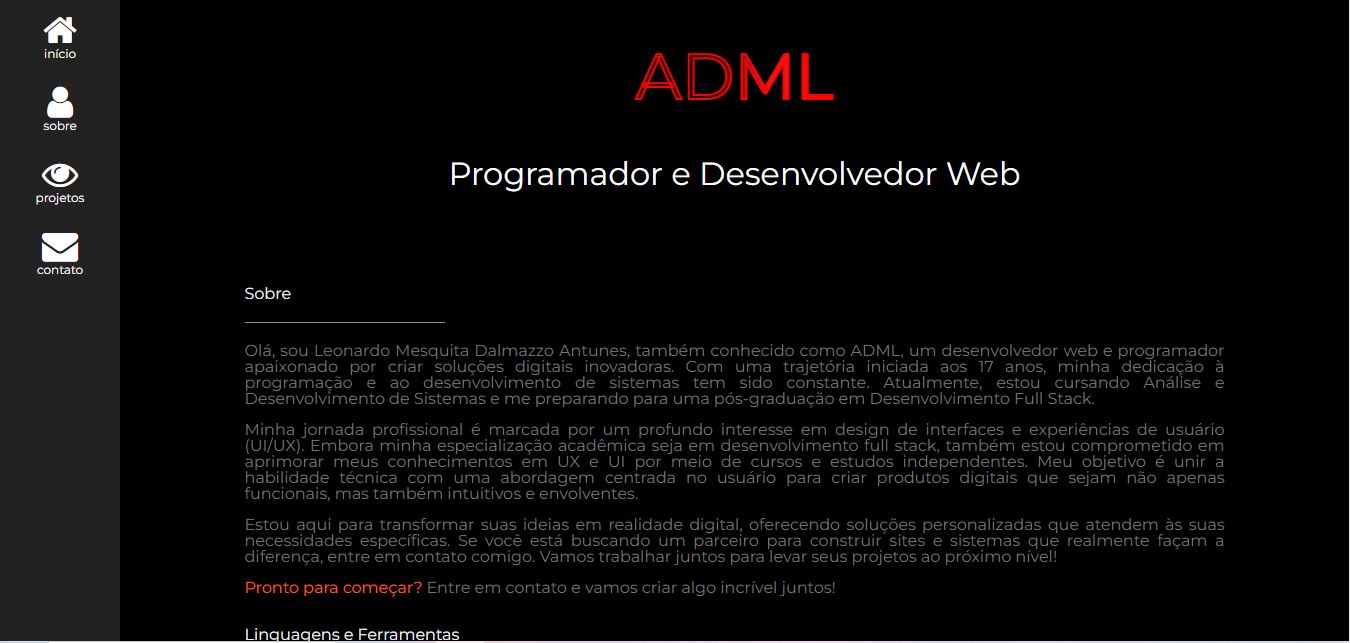 início
sobre
projetos
contato
ADML
Programador e Desenvolvedor Web
Sobre
Olá, sou Leonardo Mesquita Dalmazzo Antunes, também conhecido como ADML, um desenvolvedor web e programador
apaixonado por criar soluções digitais inovadoras. Com uma trajetória iniciada aos 17 anos, minha dedicação à
programação e ao desenvolvimento de sistemas tem sido constante. Atualmente, estou cursando Análise e
Desenvolvimento de Sistemas e me preparando para uma pós-graduação em Desenvolvimento Full Stack.
Minha jornada profissional é marcada por um profundo interesse em design de interfaces e experiências de usuário
(UI/UX). Embora minha especialização acadêmica seja em desenvolvimento full stack, também estou comprometido em
aprimorar meus conhecimentos em UX e UI por meio de cursos e estudos independentes. Meu objetivo é unir a
habilidade técnica com uma abordagem centrada no usuário para criar produtos digitais que sejam não apenas
funcionais, mas também intuitivos e envolventes.
Estou aqui para transformar suas ideias em realidade digital, oferecendo soluções personalizadas que atendem às suas
necessidades específicas. Se você está buscando um parceiro para construir sites e sistemas que realmente façam a
diferença, entre em contato comigo. Vamos trabalhar juntos para levar seus projetos ao próximo nível!
Pronto para começar? Entre em contato e vamos criar algo incrível juntos!
Linguagens e Ferramentas